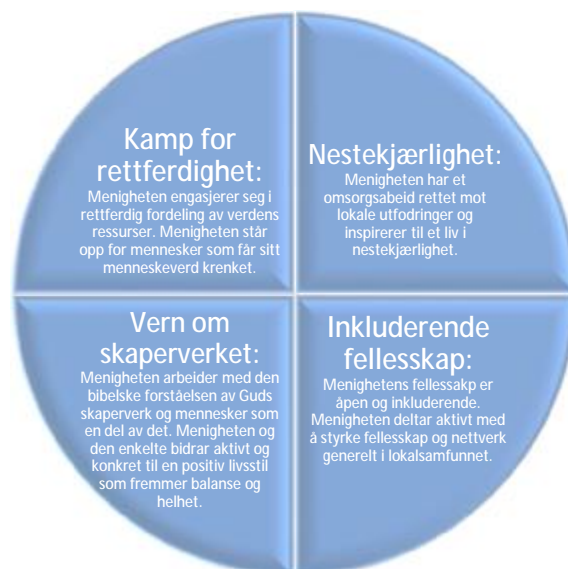 Kamp for
rettferdighet:
Menigheten engasjerer seg i
rettferdig fordeling av verdens
ressurser. Menigheten står
opp for mennesker som får sitt
menneskeverd krenket.
Nestekjærlighet:
Menigheten har et
omsorgsabeid rettet mot
lokale utfodringer og
inspirerer til et liv i
nestekjærlighet.
Vern om
skaperverket:
Menigheten arbeider med den
bibelske forståelsen av Guds
skaperverk og mennesker som
en del av det. Menigheten og
den enkelte bidrar aktivt og
konkret til en positiv livsstil
som fremmer balanse og
helhet.
Inkluderende
fellesskap:
Menighetens fellessakp er
åpen og inkluderende.
Menigheten deltar aktivt med
å styrke fellesskap og nettverk
generelt i lokalsamfunnet.